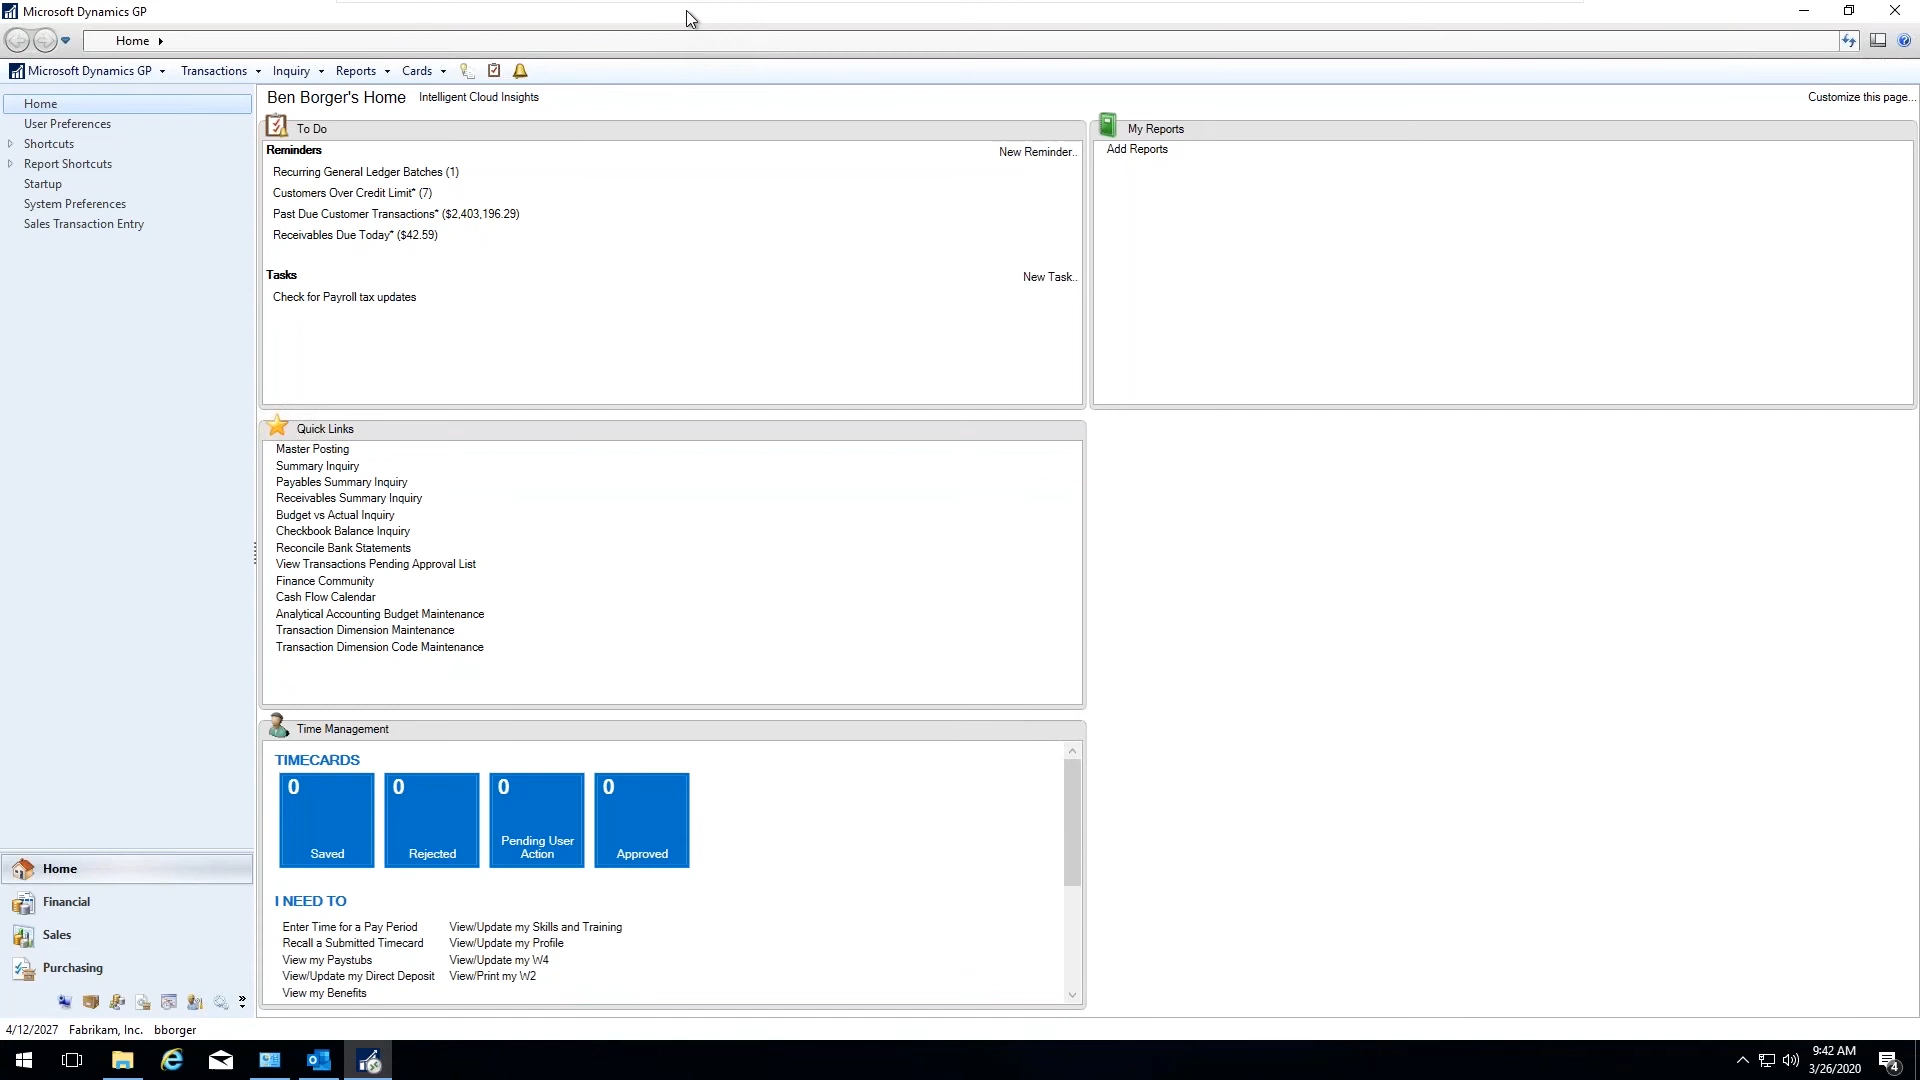 Microsoft Dynamics GP
Home
Microsoft Dynamics GP Transactions Inquiry Reports Cards
Home
User Preferences
Shortcuts
Report Shortcuts
Startup
System Preferences
Sales Transaction Entry
Ben Borger's Home Intelligent Cloud Insights
Customize this page...
To Do
Reminders
New Reminder..
Recurring General Ledger Batches (1)
Customers Over Credit Limit* (7)
Past Due Customer Transactions* ($2,403,196.29)
Receivables Due Today* ($42.59)
Tasks
New Task..
Check for Payroll tax updates
My Reports
Add Reports
Quick Links
Master Posting
Summary Inquiry
Payables Summary Inquiry
Receivables Summary Inquiry
Budget vs Actual Inquiry
Checkbook Balance Inquiry
Reconcile Bank Statements
View Transactions Pending Approval List
Finance Community
Cash Flow Calendar
Analytical Accounting Budget Maintenance
Transaction Dimension Maintenance
Transaction Dimension Code Maintenance
Time Management
TIMECARDS
0
Saved
0
Rejected
0
Pending User
Action
0
Approved
I NEED TO
Enter Time for a Pay Period
Recall a Submitted Timecard
View my Paystubs
View/Update my Direct Deposit
View my Benefits
View/Update my Skills and Training
View/Update my Profile
View/Update my W4
View/Print my W2
Home
Financial
Sales
Purchasing
4/12/2027 Fabrikam, Inc. bborger
9:42 AM
3/26/2020
4